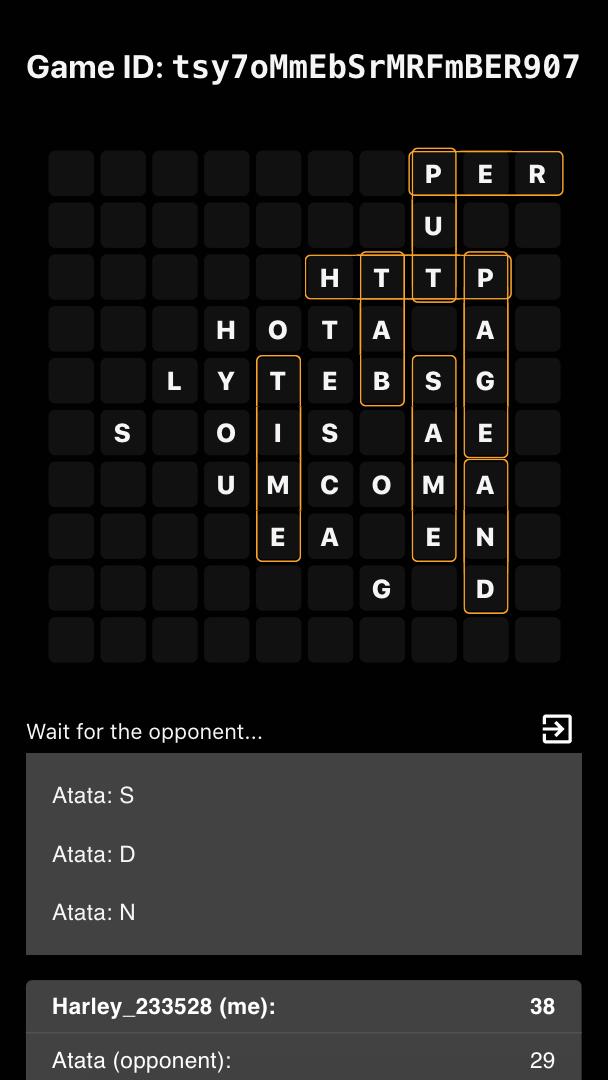 Game ID: tsy7oMmEbSrMRFmBER907
P E R
U
H T T P
H O T A A
L Y T E B S G
S O I S A E
U M C O M A
E A E N
G D
Wait for the opponent...
Atata: S
Atata: D
Atata: N
Harley_233528 (me): 38
Atata (opponent): 29